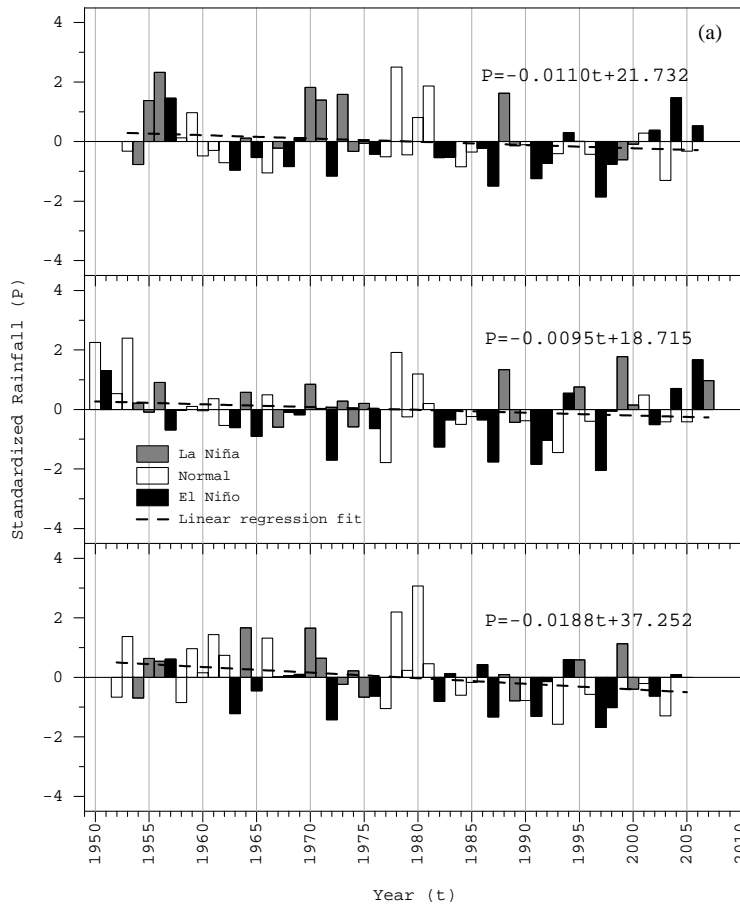 (a)
4
P=-0.0110t+21.732
2
0
-2
-4
4
P=-0.0095t+18.715
2
0
La Niña
Normal
-2
El Niño
Linear regression fit
-4
4
P=-0.0188t+37.252
2
0
-2
-4
Standardized Rainfall (P)
1950 1955 1960 1965 1970 1975 1980 1985 1990 1995 2000 2005 2010
Year (t)